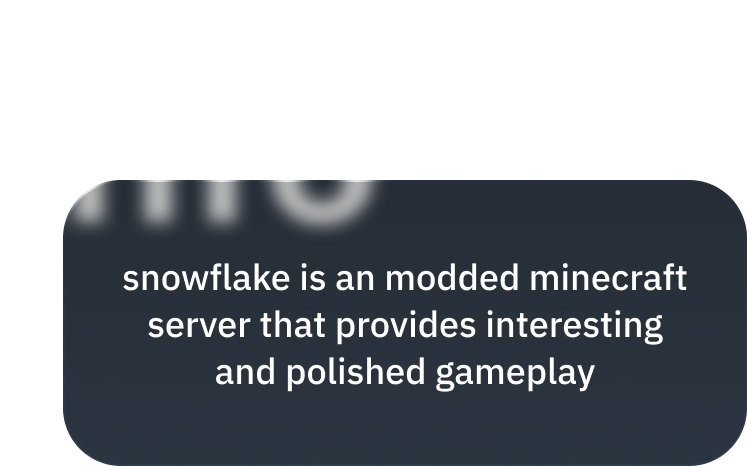 snowflake is an modded minecraft
server that provides interesting
and polished gameplay